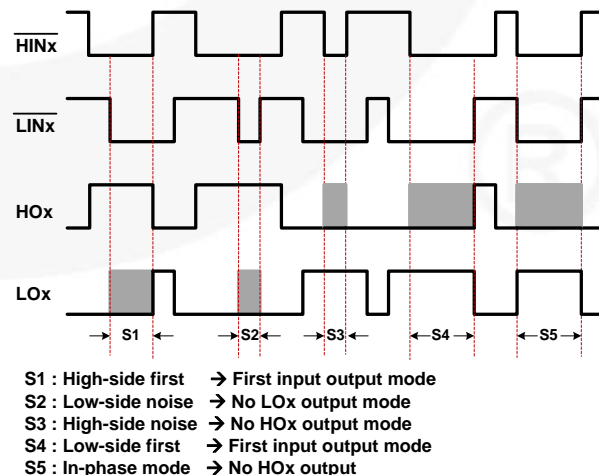 HINx
LINx
HOx
LOx
S1 S2 S3 S4 S5
S1 : High-side first → First input output mode
S2 : Low-side noise → No LOx output mode
S3 : High-side noise → No HOx output mode
S4 : Low-side first → First input output mode
S5 : In-phase mode → No HOx output
®